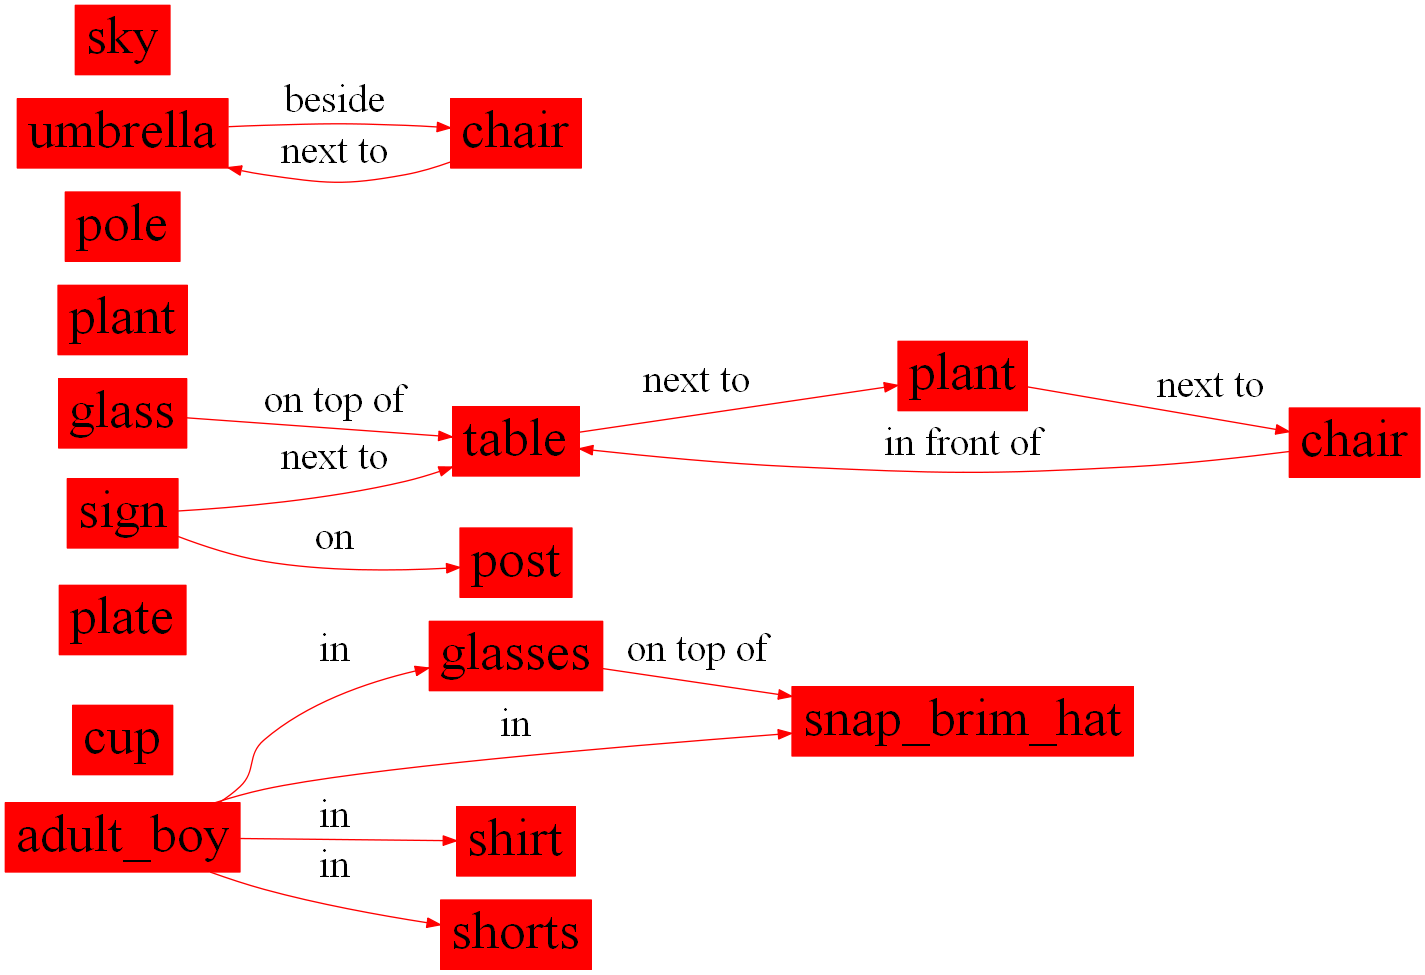 sky
umbrella
beside
next to
chair
pole
plant
glass
on top of
next to
table
next to
plant
next to
in front of
chair
sign
on
post
plate
in
glasses
on top of
snap_brim_hat
in
cup
adult_boy
in
shirt
in
shorts